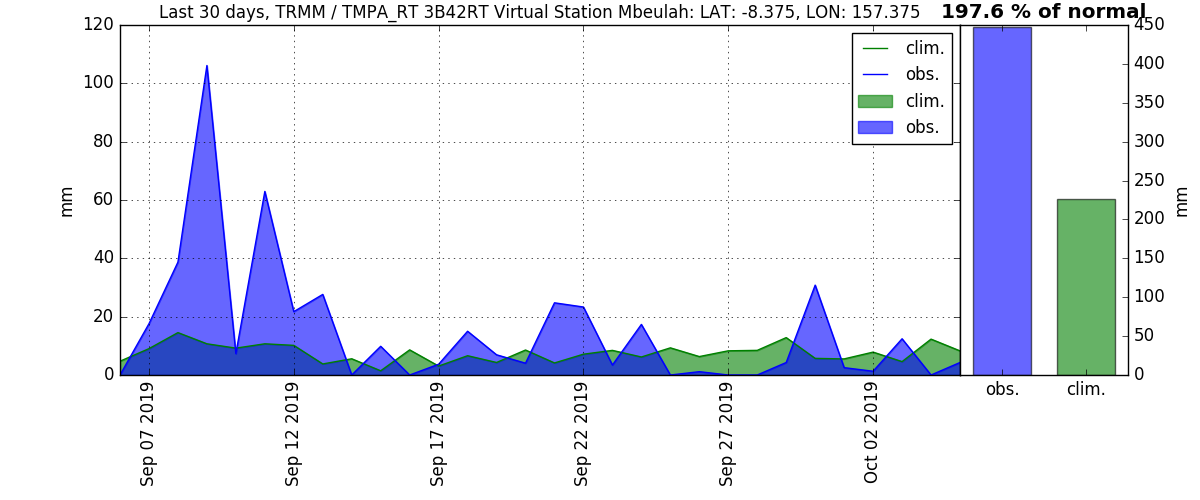 Last 30 days, TRMM / TMPA_RT 3B42RT Virtual Station Mbeulah: LAT: -8.375, LON: 157.375
197.6 % of normal
120
100
80
60
40
20
0
mm
clim.
obs.
clim.
obs.
Sep 07 2019
Sep 12 2019
Sep 17 2019
Sep 22 2019
Sep 27 2019
Oct 02 2019
450
400
350
300
250
200
150
100
50
0
mm
obs.
clim.